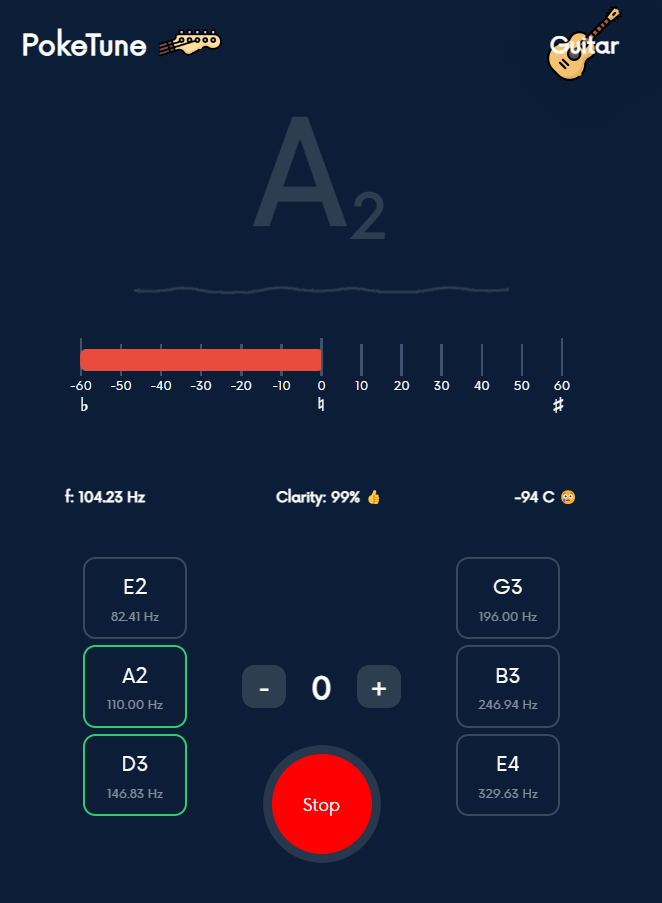 PokeTune
Guitar
A2
-60 -50 -40 -30 -20 -10 0 10 20 30 40 50 60
♭ ♮ ♯
f: 104.23 Hz Clarity: 99% 👍 -94 C 😳
E2
82.41 Hz
G3
196.00 Hz
A2
110.00 Hz
- 0 +
B3
246.94 Hz
D3
146.83 Hz
Stop
E4
329.63 Hz